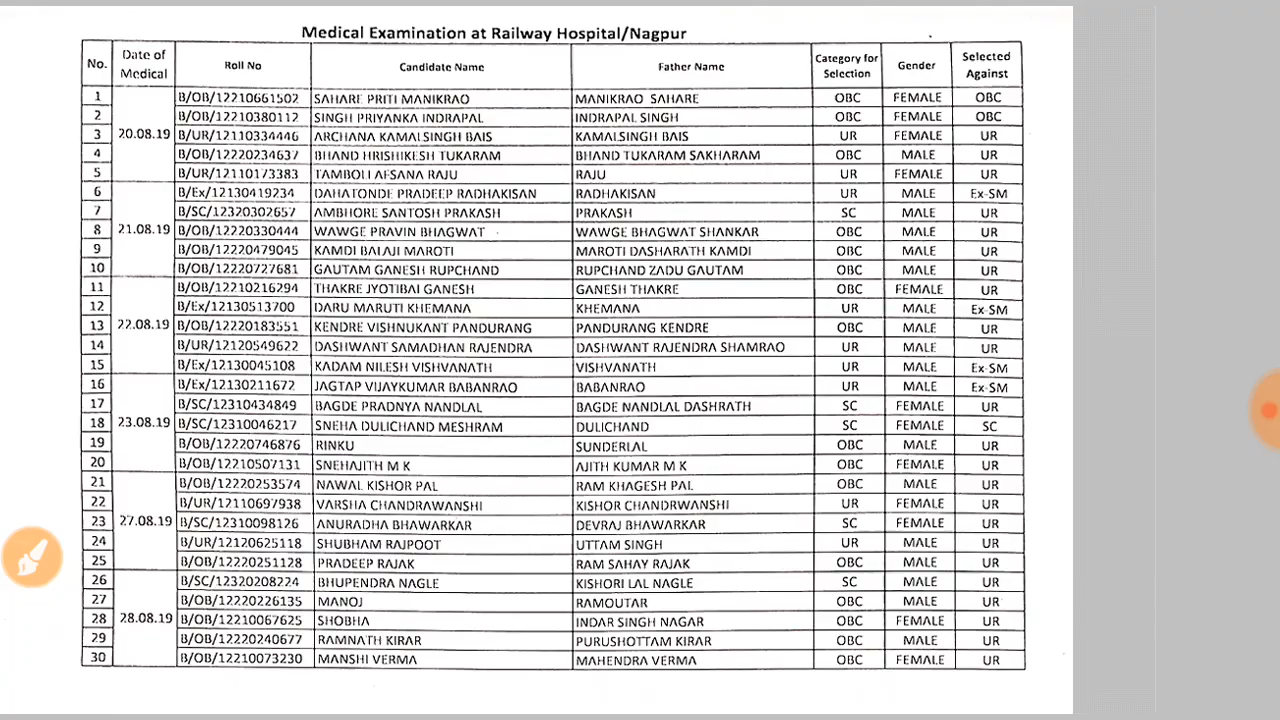 Medical Examination at Railway Hospital/Nagpur
No. Date of Medical Roll No Candidate Name Father Name Category for Selection Gender Selected Against
1 20.08.19 B/OB/12210661502 SAHARE PRITI MANIKRAO MANIKRAO SAHARE OBC FEMALE OBC
2 B/OB/12210380112 SINGH PRIYANKA INDRAPAL INDRAPAL SINGH OBC FEMALE OBC
3 B/UR/12110334446 ARCHANA KAMALSINGH BAIS KAMALSINGH BAIS UR FEMALE UR
4 B/OB/12220234637 BHAND HRISHIKESH TUKARAM BHAND TUKARAM SAKHARAM OBC MALE UR
5 B/UR/12110173383 TAMBOLI AFSANA RAJU RAJU UR FEMALE UR
6 21.08.19 B/Ex/12130419234 DAHATONDE PRADEEP RADHAKISAN RADHAKISAN UR MALE Ex-SM
7 B/SC/12320302657 AMBHORE SANTOSH PRAKASH PRAKASH SC MALE UR
8 B/OB/12220330444 WAWGE PRAVIN BHAGWAT WAWGE BHAGWAT SHANKAR OBC MALE UR
9 B/OB/12220479045 KAMDI BALAJI MAROTI MAROTI DASHARATH KAMDI OBC MALE UR
10 B/OB/12220727681 GAUTAM GANESH RUPCHAND RUPCHAND ZADU GAUTAM OBC MALE UR
11 22.08.19 B/OB/12210216294 THAKRE JYOTIBAI GANESH GANESH THAKRE OBC FEMALE UR
12 B/Ex/12130513700 DARU MARUTI KHEMANA KHEMANA UR MALE Ex-SM
13 B/OB/12220183551 KENDRE VISHNUKANT PANDURANG PANDURANG KENDRE OBC MALE UR
14 B/UR/12120549622 DASHWANT SAMADHAN RAJENDRA DASHWANT RAJENDRA SHAMRAO UR MALE UR
15 B/Ex/12130045108 KADAM NILESH VISHVANATH VISHVANATH UR MALE Ex-SM
16 23.08.19 B/Ex/12130211672 JAGTAP VIJAYKUMAR BABANRAO BABANRAO UR MALE Ex-SM
17 B/SC/12310434849 BAGDE PRADNYA NANDLAL BAGDE NANDLAL DASHRATH SC FEMALE UR
18 B/SC/12310046217 SNEHA DULICHAND MESHRAM DULICHAND SC FEMALE SC
19 B/OB/12220746876 RINKU SUNDERLAL OBC MALE UR
20 B/OB/12210507131 SNEHAJITH M K AJITH KUMAR M K OBC FEMALE UR
21 27.08.19 B/OB/12220253574 NAWAL KISHOR PAL RAM KHAGESH PAL OBC MALE UR
22 B/UR/12110697938 VARSHA CHANDRAWANSHI KISHOR CHANDRWANSHI UR FEMALE UR
23 B/SC/12310098126 ANURADHA BHAWARKAR DEVRAJ BHAWARKAR SC FEMALE UR
24 B/UR/12120625118 SHUBHAM RAJPOOT UTTAM SINGH UR MALE UR
25 B/OB/12220251128 PRADEEP RAJAK RAM SAHAY RAJAK OBC MALE UR
26 28.08.19 B/SC/12320208224 BHUPENDRA NAGLE KISHORI LAL NAGLE SC MALE UR
27 B/OB/12220226135 MANOJ RAMOUTAR OBC MALE UR
28 B/OB/12210067625 SHOBHA INDAR SINGH NAGAR OBC FEMALE UR
29 B/OB/12220240677 RAMNATH KIRAR PURUSHOTTAM KIRAR OBC MALE UR
30 B/OB/12210073230 MANSHI VERMA MAHENDRA VERMA OBC FEMALE UR